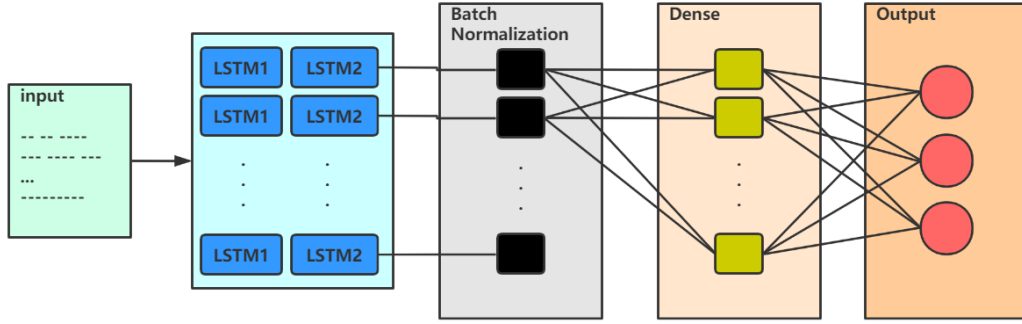 input
-- -- ----
--- ---- ---
...
---------
LSTM1 LSTM2
LSTM1 LSTM2
. .
. .
. .
LSTM1 LSTM2
Batch
Normalization
.
.
.
Dense
.
.
.
Output